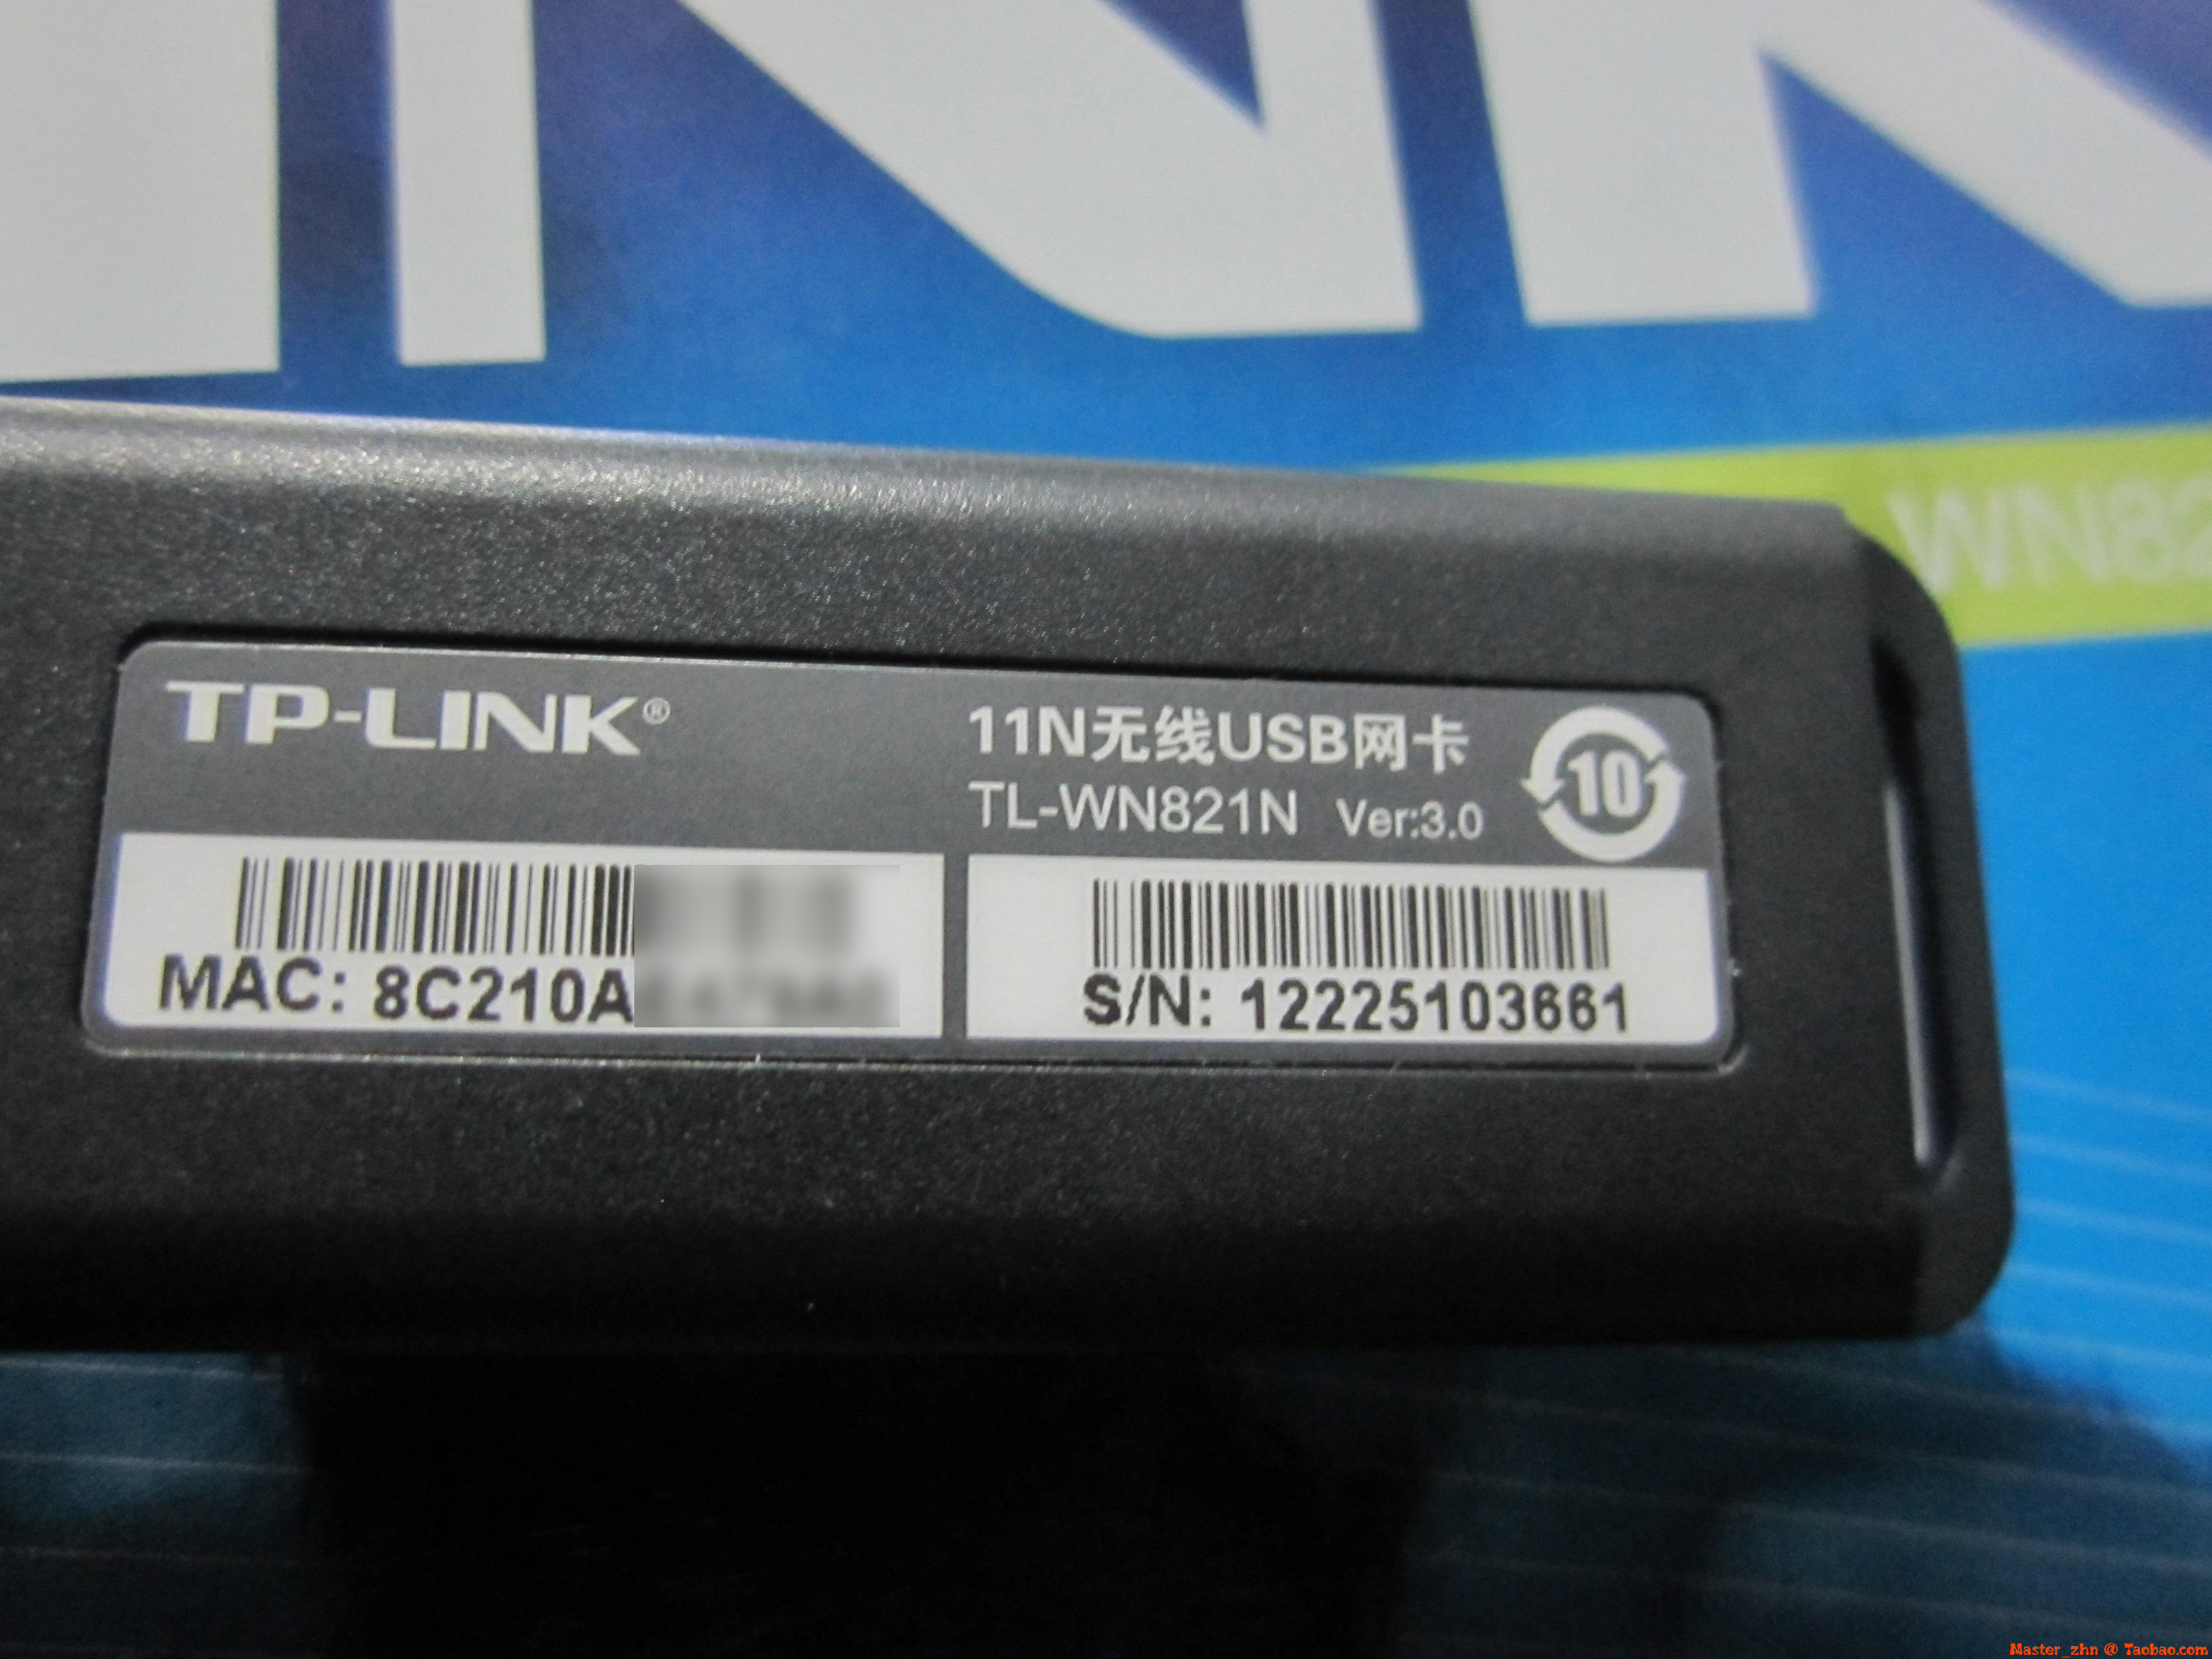 WN82
TP-LINK®
11N无线USB网卡
TL-WN821N Ver:3.0
10
MAC: 8C210A
S/N: 12225103661
Master_zhn @ Taobao.com